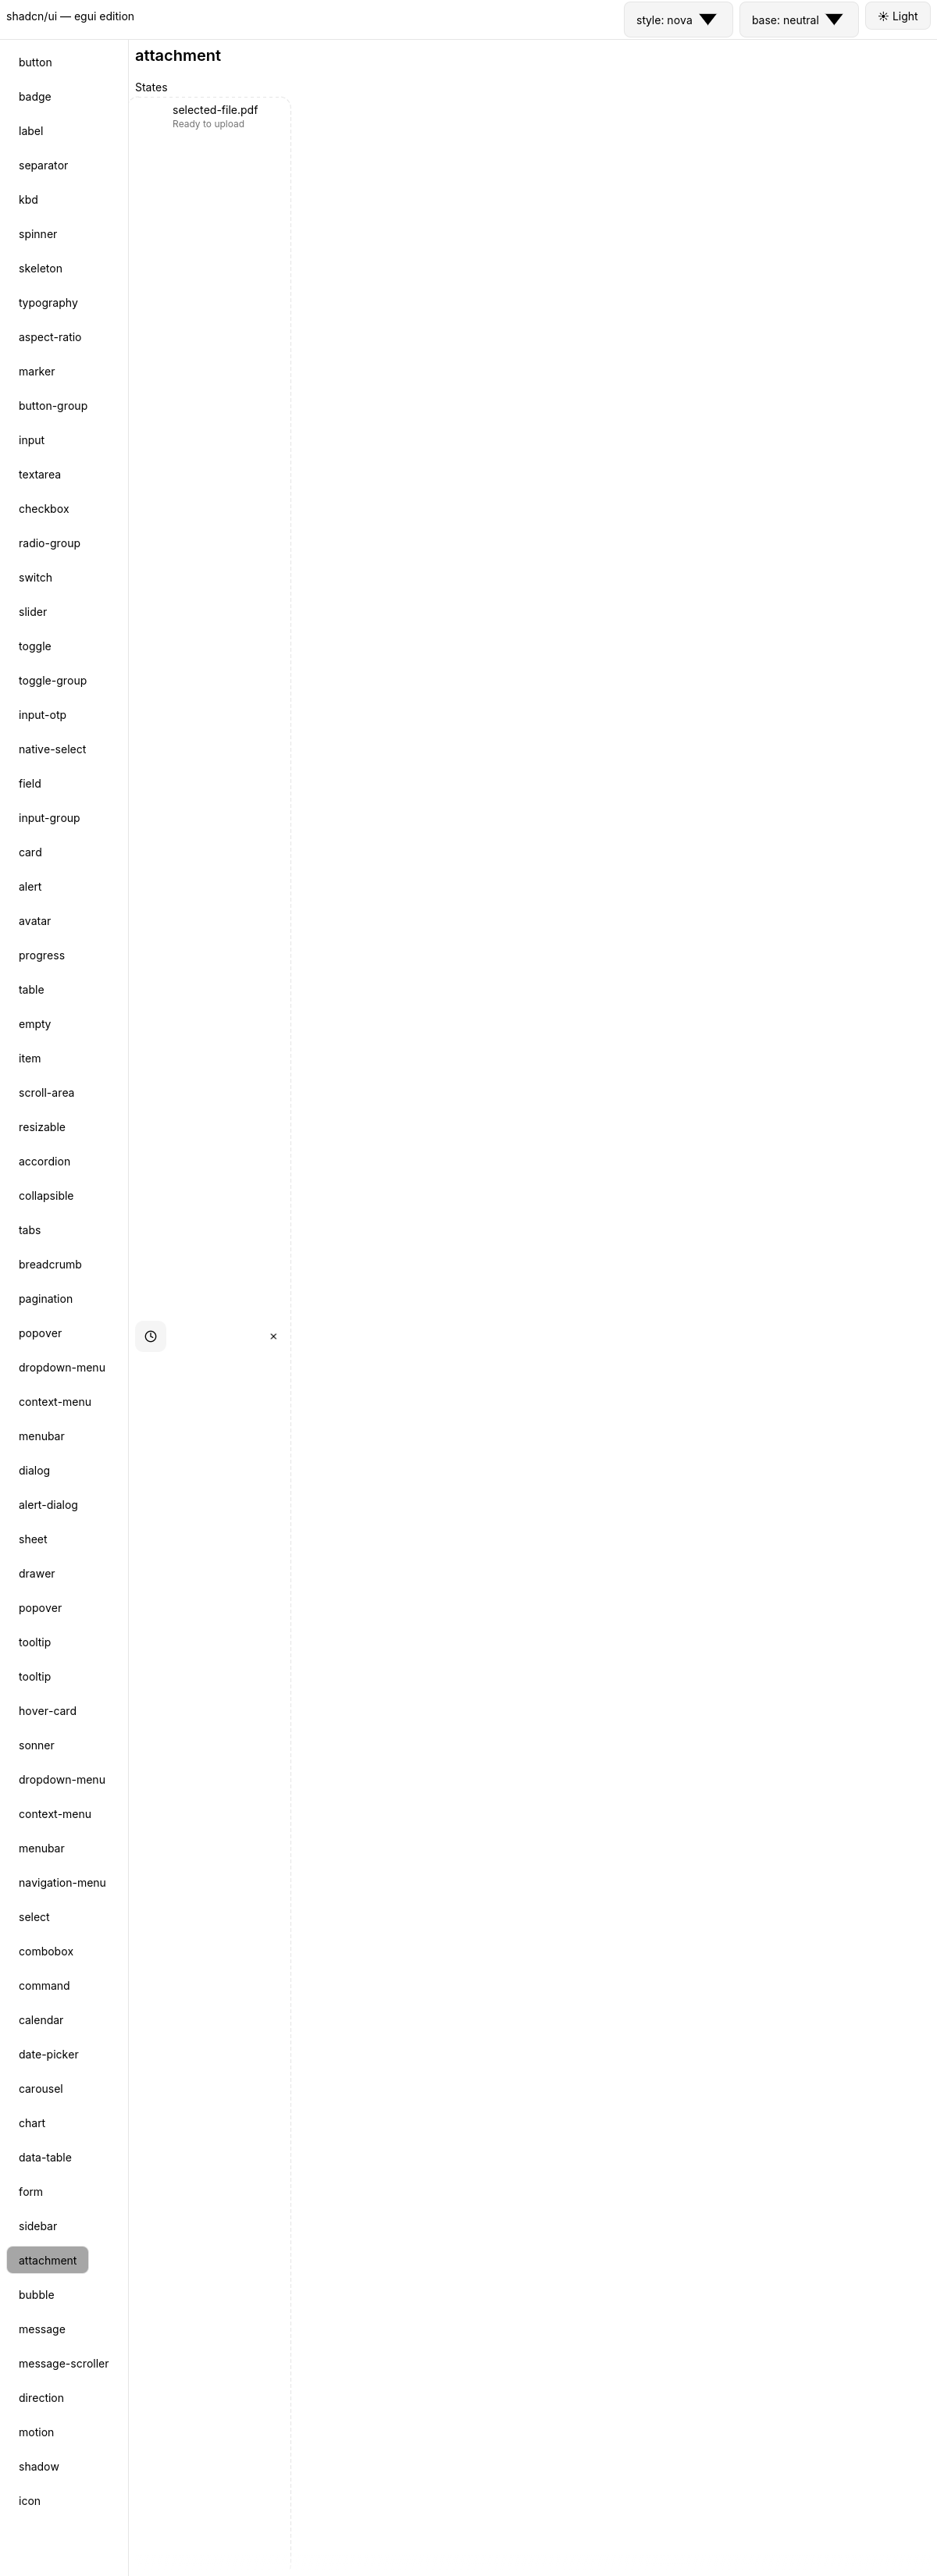 shadcn/ui — egui edition
style: nova
base: neutral
☀ Light
button
badge
label
separator
kbd
spinner
skeleton
typography
aspect-ratio
marker
button-group
input
textarea
checkbox
radio-group
switch
slider
toggle
toggle-group
input-otp
native-select
field
input-group
card
alert
avatar
progress
table
empty
item
scroll-area
resizable
accordion
collapsible
tabs
breadcrumb
pagination
popover
dropdown-menu
context-menu
menubar
dialog
alert-dialog
sheet
drawer
popover
tooltip
tooltip
hover-card
sonner
dropdown-menu
context-menu
menubar
navigation-menu
select
combobox
command
calendar
date-picker
carousel
chart
data-table
form
sidebar
attachment
bubble
message
message-scroller
direction
motion
shadow
icon
attachment
States
selected-file.pdf
Ready to upload